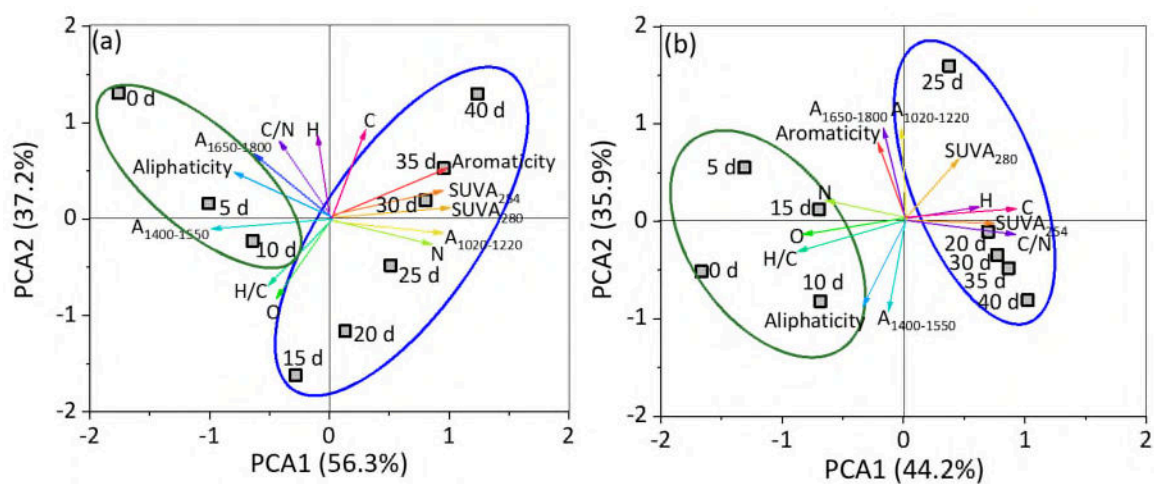 (a)
2
1
0
-1
-2
PCA2 (37.2%)
0 d
C/N
H
C
40 d
A1650-1800
Aliphaticity
35 d
Aromaticity
SUVA254
30 d
SUVA280
5 d
A1400-1550
10 d
A1020-1220
N
25 d
H/C
O
20 d
15 d
-2
-1
0
1
2
PCA1 (56.3%)
(b)
2
1
0
-1
-2
PCA2 (35.9%)
25 d
A1650-1800
A1020-1220
Aromaticity
SUVA280
5 d
N
15 d
H
C
O
SUVA254
20 d
C/N
H/C
30 d
0 d
10 d
35 d
40 d
Aliphaticity
A1400-1550
-2
-1
0
1
2
PCA1 (44.2%)